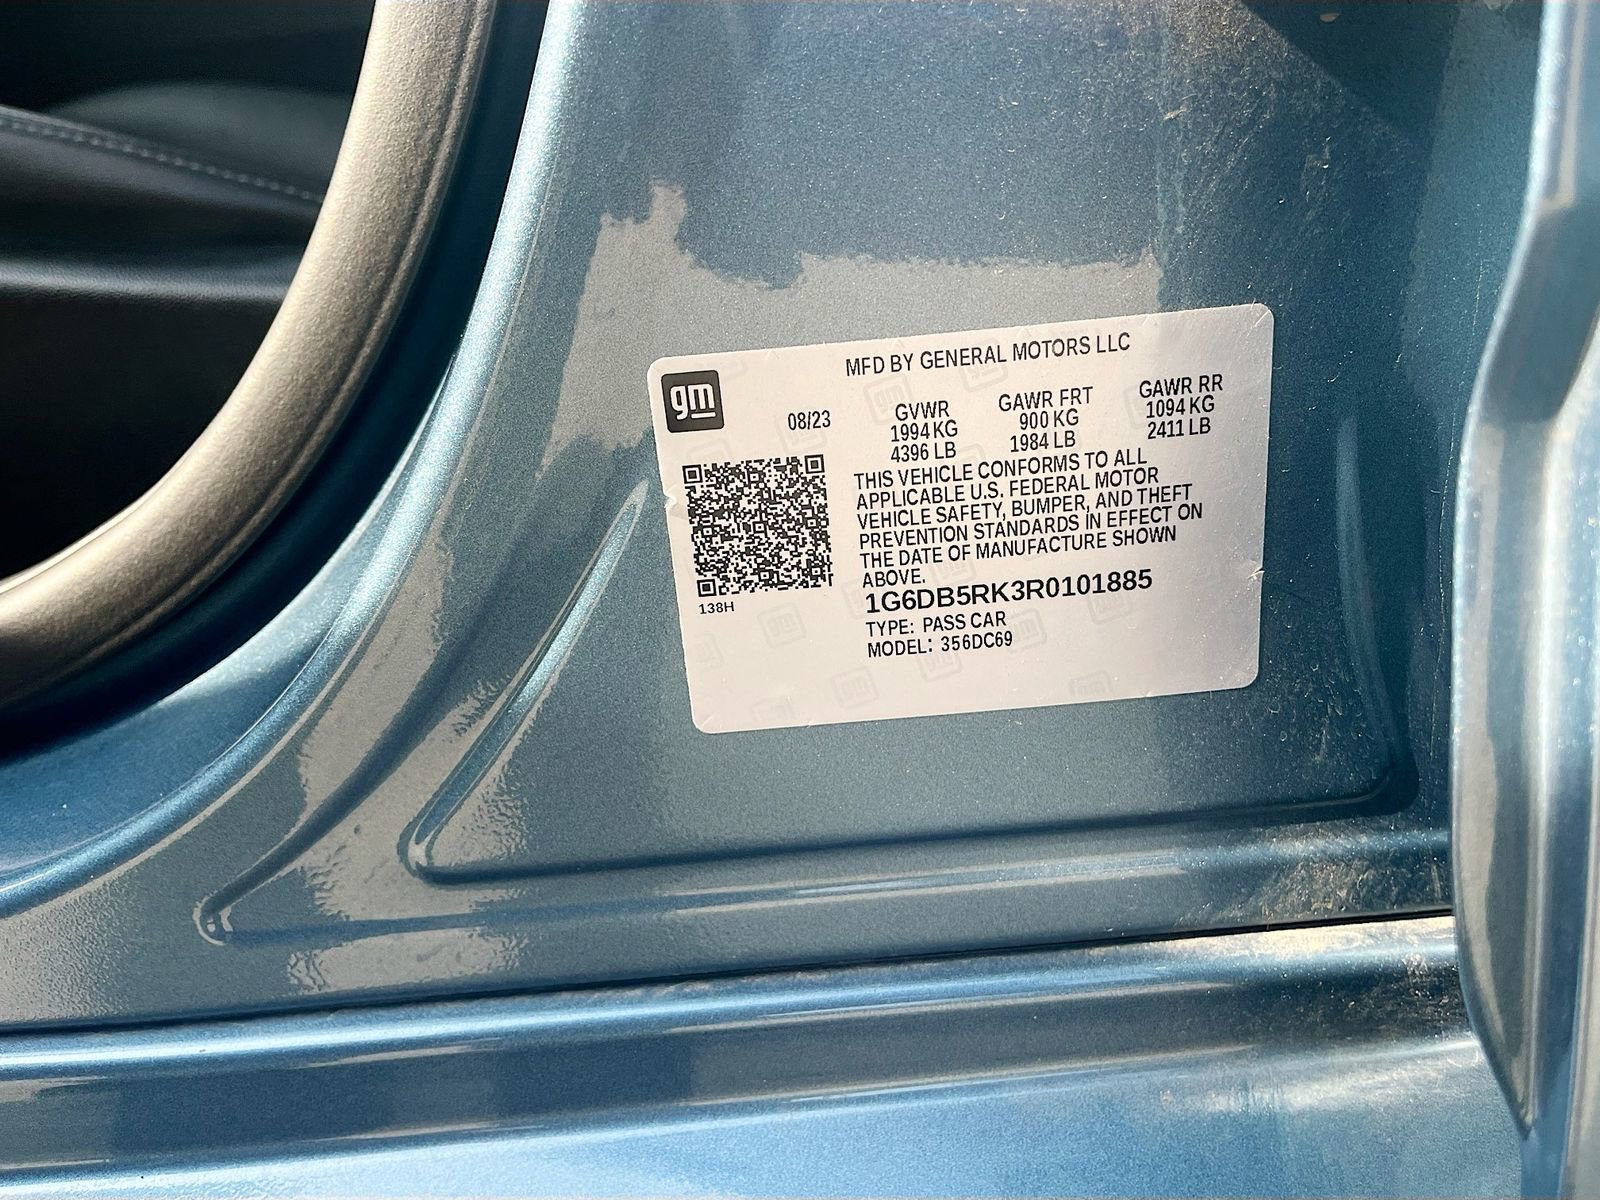 MFD BY GENERAL MOTORS LLC
gm
08/23
GVWR
1994 KG
4396 LB
GAWR FRT
900 KG
1984 LB
GAWR RR
1094 KG
2411 LB
THIS VEHICLE CONFORMS TO ALL
APPLICABLE U.S. FEDERAL MOTOR
VEHICLE SAFETY, BUMPER, AND THEFT
PREVENTION STANDARDS IN EFFECT ON
THE DATE OF MANUFACTURE SHOWN
ABOVE.
138H
1G6DB5RK3R0101885
TYPE: PASS CAR
MODEL: 356DC69